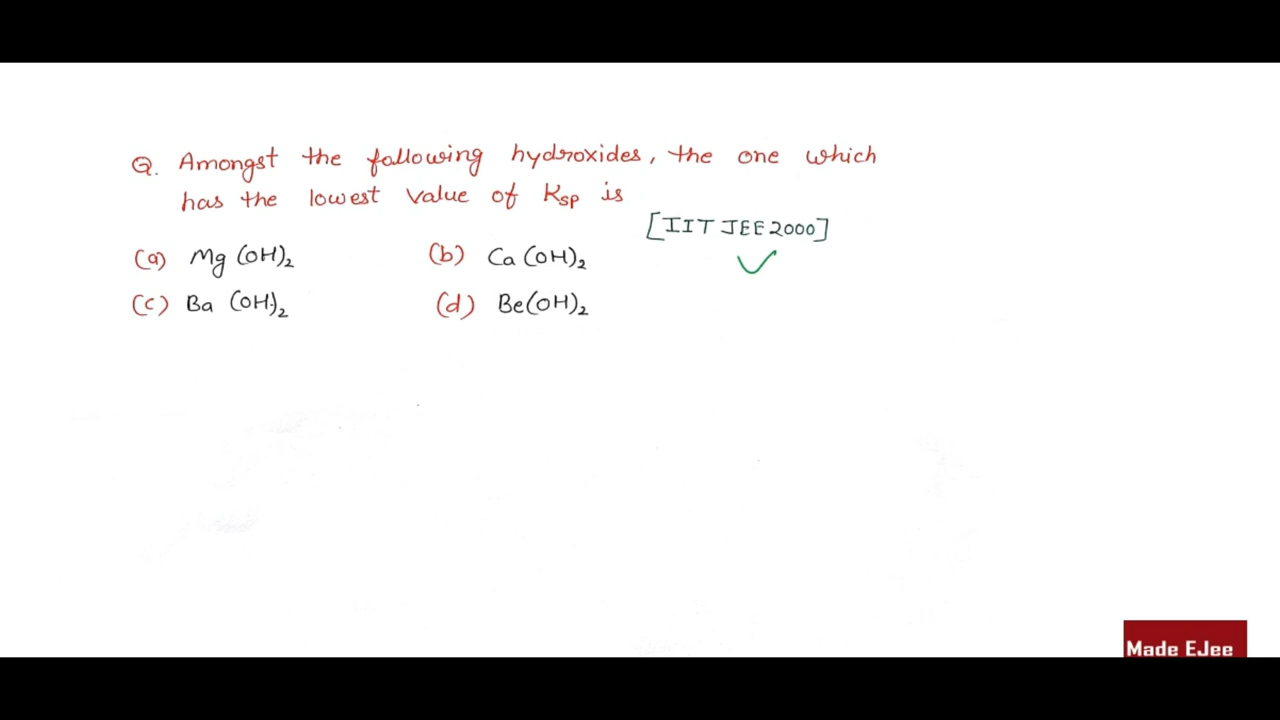 Q. Amongst the following hydroxides, the one which
has the lowest value of Ksp is
[IIT JEE 2000]
(a) Mg(OH)₂ (b) Ca(OH)₂
(c) Ba(OH)₂ (d) Be(OH)₂
Made EJee